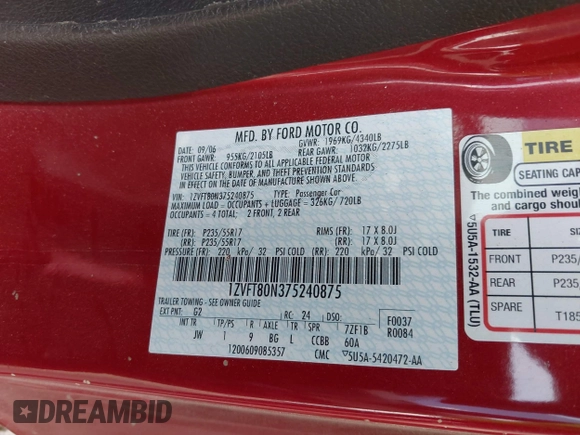 MFD. BY FORD MOTOR CO.
09/06
GVWR: 1969KG/4340LB
FRONT GAWR: 955KG/2105LB
REAR GAWR: 1032KG/2275LB
THIS VEHICLE CONFORMS TO ALL APPLICABLE FEDERAL MOTOR
VEHICLE SAFETY, BUMPER, AND THEFT PREVENTION STANDARDS
IN EFFECT ON THE DATE OF MANUFACTURE SHOWN ABOVE.
VIN: 1ZVFT80N375240875 TYPE: Passenger Car
MAXIMUM LOAD = OCCUPANTS + LUGGAGE = 326KG/720LB
OCCUPANTS = 4 TOTAL: 2 FRONT, 2 REAR
TIRE (FR): P235/55R17 RIMS (FR): 17 X 8.0J
(RR): P235/55R17 (RR): 17 X 8.0J
PRESSURE (FR): 220 kPa/ 32 PSI COLD (RR): 220 kPa/ 32 PSI COLD
1ZVFT80N375240875
TRAILER TOWING - SEE OWNER GUIDE
EXT PNT: G2 RC: 24 DSO: F0037
INT TR TP/PS R AXLE TR SPR 7ZF1B R0084
JW 1 9 BG L CCBB 60A
1200609085357 CMC ▽5U5A-5420472-AA
▽5U5A-1532-AA (TLU)
TIRE
SEATING CAP
The combined weig
and cargo shoul
TIRE SI
FRONT P235/
REAR P235/
SPARE T185
DREAMBID